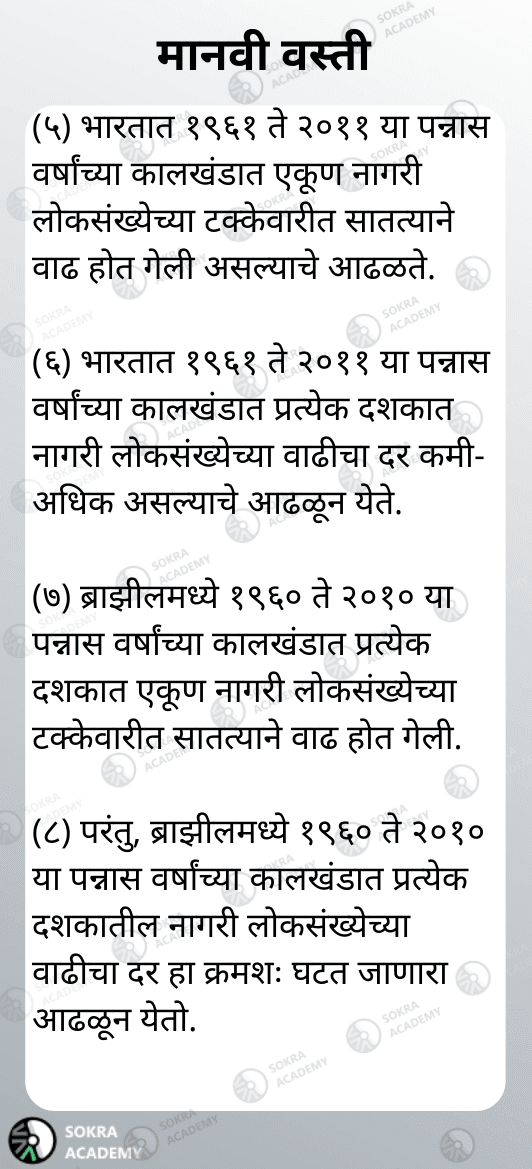 मानवी वस्ती
(५) भारतात १९६१ ते २०११ या पन्नास
वर्षांच्या कालखंडात एकूण नागरी
लोकसंख्येच्या टक्केवारीत सातत्याने
वाढ होत गेली असल्याचे आढळते.
(६) भारतात १९६१ ते २०११ या पन्नास
वर्षांच्या कालखंडात प्रत्येक दशकात
नागरी लोकसंख्येच्या वाढीचा दर कमी-
अधिक असल्याचे आढळून येते.
(७) ब्राझीलमध्ये १९६० ते २०१० या
पन्नास वर्षांच्या कालखंडात प्रत्येक
दशकात एकूण नागरी लोकसंख्येच्या
टक्केवारीत सातत्याने वाढ होत गेली.
(८) परंतु, ब्राझीलमध्ये १९६० ते २०१०
या पन्नास वर्षांच्या कालखंडात प्रत्येक
दशकातील नागरी लोकसंख्येच्या
वाढीचा दर हा क्रमशः घटत जाणारा
आढळून येतो.
SOKRA
ACADEMY